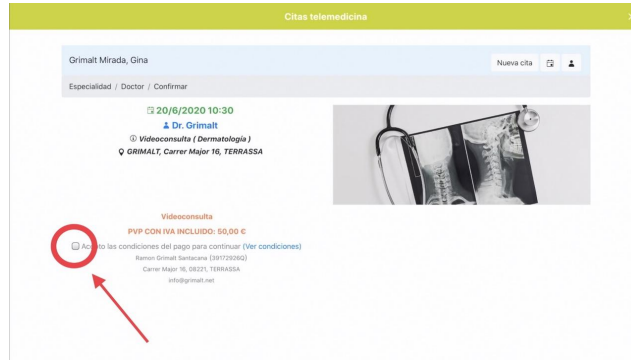 Citas telemedicina
Grimalt Mirada, Gina
Nueva cita
Especialidad / Doctor / Confirmar
20/6/2020 10:30
Dr. Grimalt
Videoconsulta ( Dermatología )
GRIMALT, Carrer Major 16, TERRASSA
Videoconsulta
PVP CON IVA INCLUIDO: 50,00 €
las condiciones del pago para continuar (Ver condiciones)
Ramon Grimalt Santacana (39172926Q)
Carrer Major 16, 08221, TERRASSA
info@grimalt.net